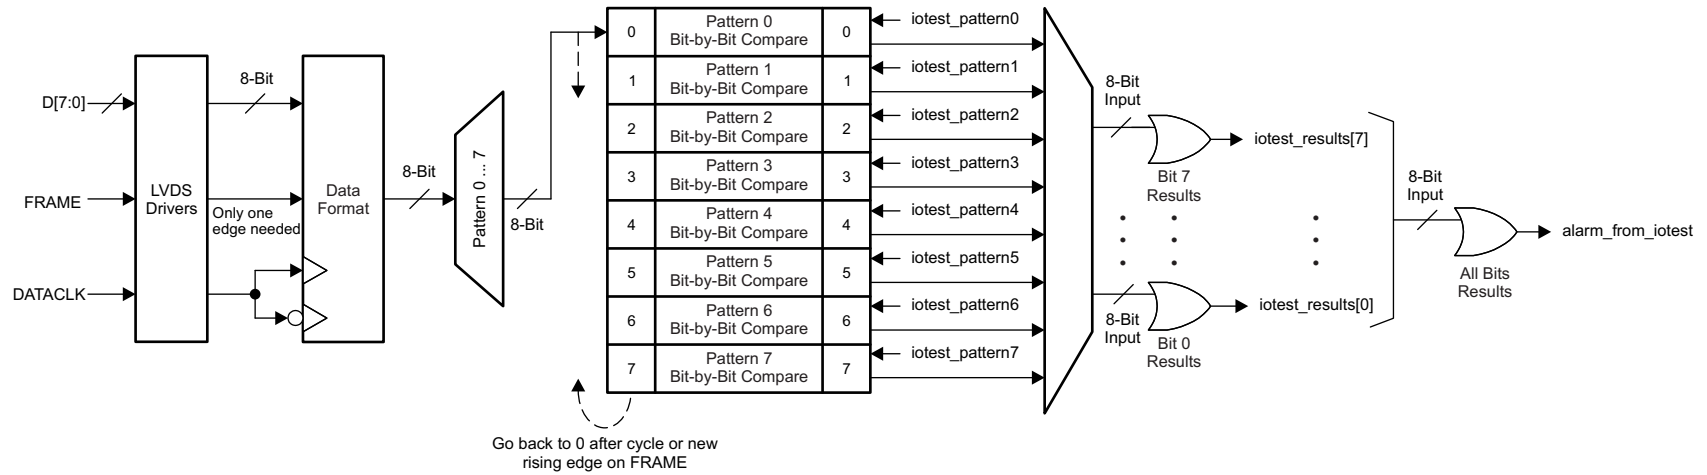 D[7:0]
FRAME
DATACLK
LVDS
Drivers
8-Bit
Only one
edge needed
Data
Format
8-Bit
Pattern 0 ... 7
8-Bit
0
Pattern 0
Bit-by-Bit Compare
0
iotest_pattern0
1
Pattern 1
Bit-by-Bit Compare
1
iotest_pattern1
2
Pattern 2
Bit-by-Bit Compare
2
iotest_pattern2
3
Pattern 3
Bit-by-Bit Compare
3
iotest_pattern3
4
Pattern 4
Bit-by-Bit Compare
4
iotest_pattern4
5
Pattern 5
Bit-by-Bit Compare
5
iotest_pattern5
6
Pattern 6
Bit-by-Bit Compare
6
iotest_pattern6
7
Pattern 7
Bit-by-Bit Compare
7
iotest_pattern7
Go back to 0 after cycle or new
rising edge on FRAME
8-Bit
Input
Bit 7
Results
iotest_results[7]
8-Bit
Input
Bit 0
Results
iotest_results[0]
8-Bit
Input
All Bits
Results
alarm_from_iotest